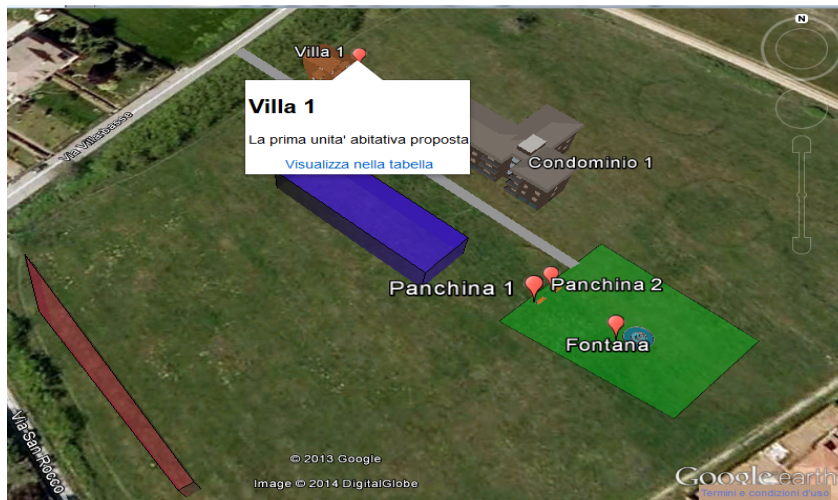 N
Villa 1
Villa 1
La prima unita' abitativa proposta
Visualizza nella tabella
Via Villabasse
Condominio 1
Panchina 1
Panchina 2
Fontana
Via San Rocco
© 2013 Google
Image © 2014 DigitalGlobe
Google earth
Termini e condizioni d'uso